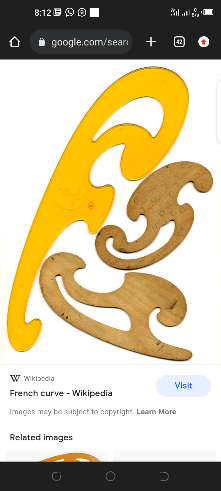 8:12
google.com/sear
42
W Wikipedia
French curve - Wikipedia
Visit
Images may be subject to copyright. Learn More
Related images